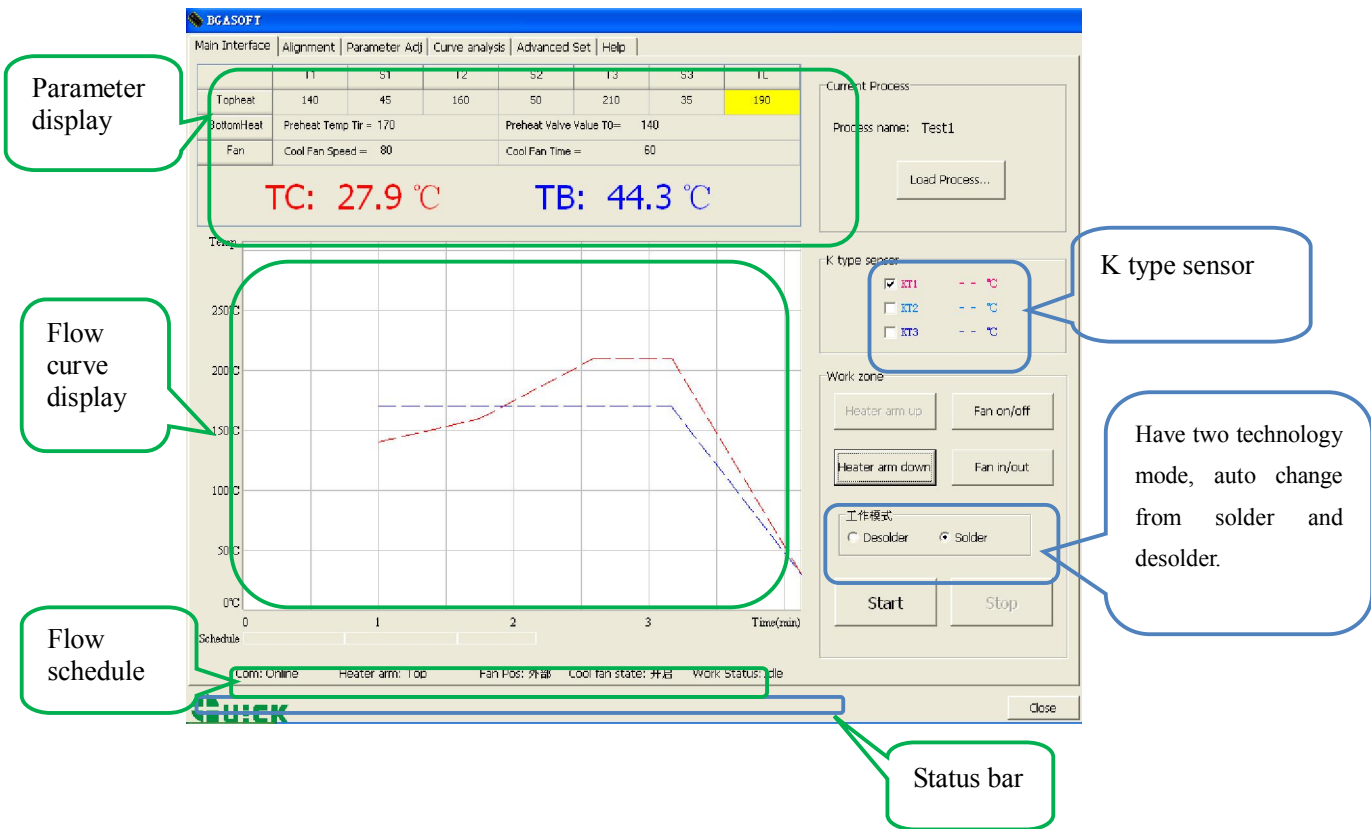 BGASOFT
Main Interface Alignment Parameter Adj Curve analysis Advanced Set Help
Parameter
display
T1 S1 T2 S2 T3 S3 TL
Topheat 140 45 160 50 210 35 190
BottomHeat Preheat Temp Tir = 170 Preheat Valve Value T0= 140
Fan Cool Fan Speed = 80 Cool Fan Time = 60
TC: 27.9 ℃ TB: 44.3 ℃
Current Process
Process name: Test1
Load Process...
K type sensor
KT1 - - ℃
KT2 - - ℃
KT3 - - ℃
K type sensor
Flow
curve
display
Temp
250℃
200℃
150℃
100℃
50℃
0℃
0 1 2 3 Time(min)
Schedule
Work zone
Heater arm up Fan on/off
Heater arm down Fan in/out
工作模式
Desolder Solder
Start Stop
Have two technology
mode, auto change
from solder and
desolder.
Flow
schedule
Com: Online Heater arm: Top Fan Pos: 外部 Cool fan state: 开启 Work Status: Idle
QUICK
Close
Status bar